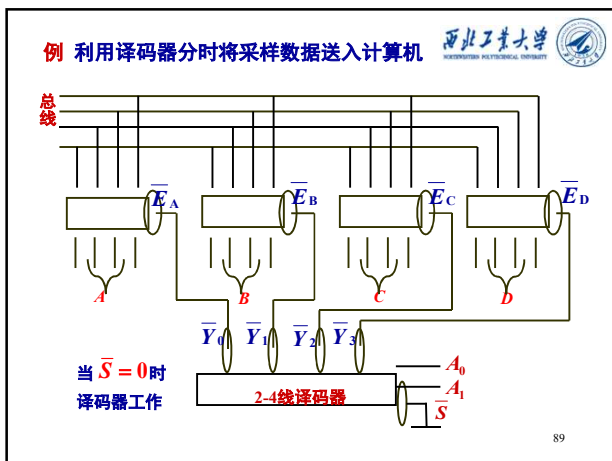 例 利用译码器分时将采样数据送入计算机
西北工业大学
NORTHWESTERN POLYTECHNICAL UNIVERSITY
总线
E̅A E̅B E̅C E̅D
A B C D
Y̅0 Y̅1 Y̅2 Y̅3
当 S̅ = 0 时
译码器工作
2-4线译码器
A0
A1
S̅
89